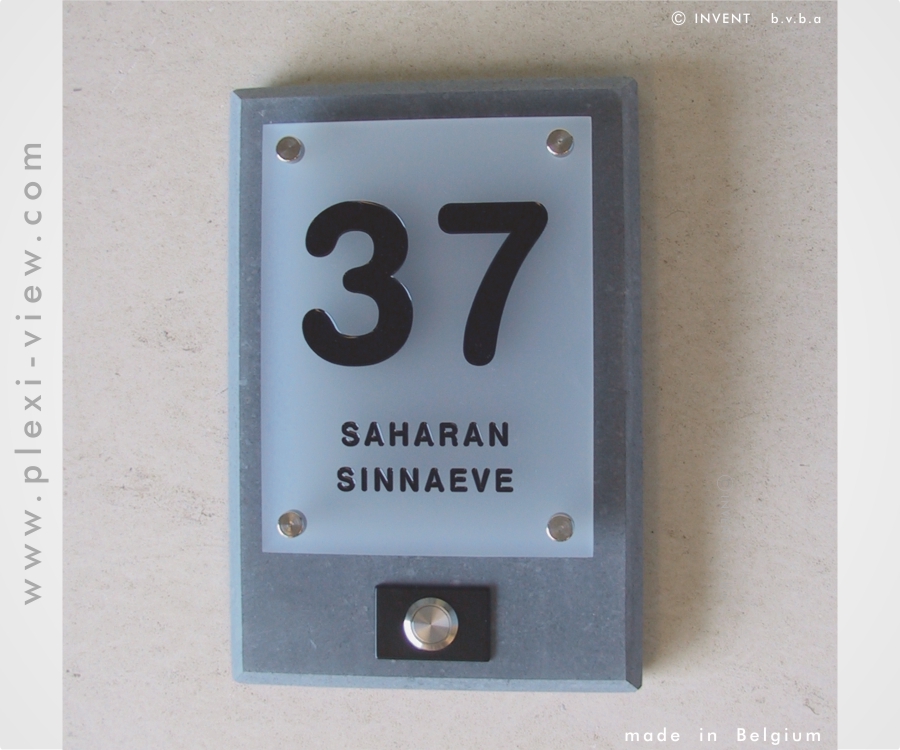 © INVENT b.v.b.a
www.plexi-view.com
37
SAHARAN
SINNAEVE
made in Belgium